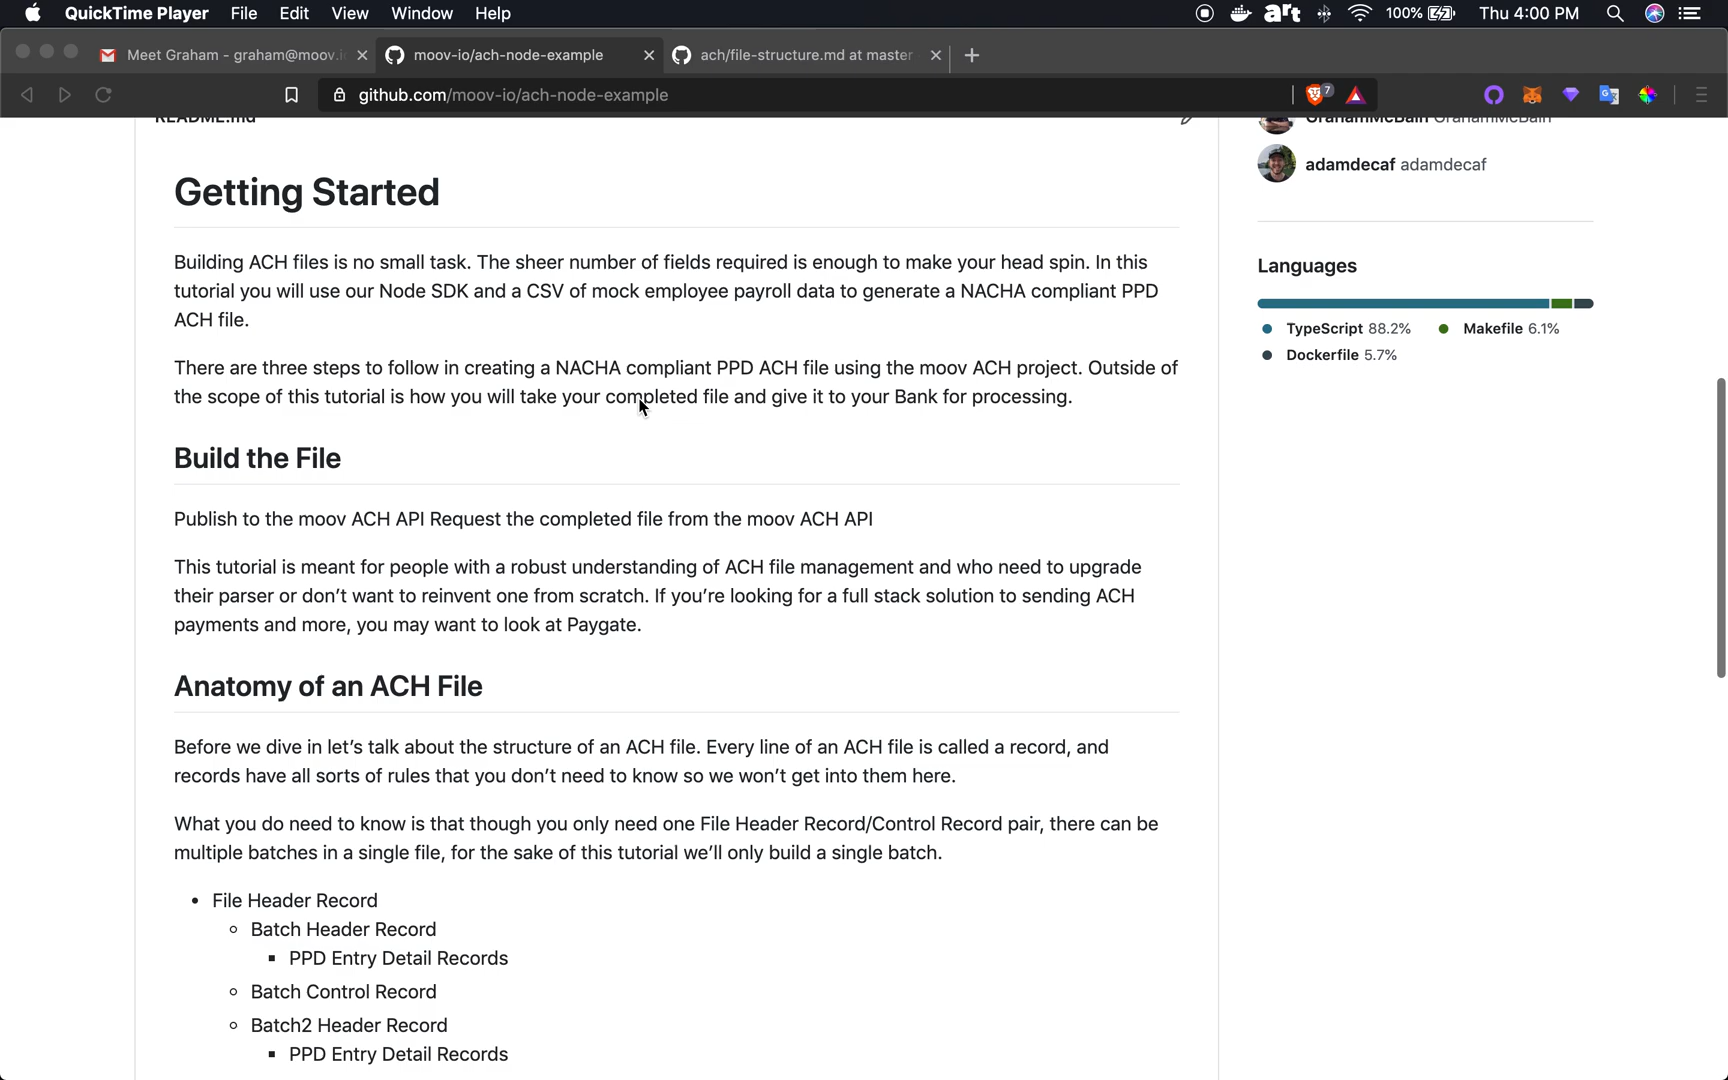 QuickTime Player File Edit View Window Help
art 100% Thu 4:00 PM
Meet Graham - graham@moov.i
moov-io/ach-node-example
ach/file-structure.md at master
github.com/moov-io/ach-node-example
7
README.md
GrahamMcBain GrahamMcBain
adamdecaf adamdecaf
Getting Started
Building ACH files is no small task. The sheer number of fields required is enough to make your head spin. In this
tutorial you will use our Node SDK and a CSV of mock employee payroll data to generate a NACHA compliant PPD
ACH file.
There are three steps to follow in creating a NACHA compliant PPD ACH file using the moov ACH project. Outside of
the scope of this tutorial is how you will take your completed file and give it to your Bank for processing.
Languages
TypeScript 88.2% Makefile 6.1%
Dockerfile 5.7%
Build the File
Publish to the moov ACH API Request the completed file from the moov ACH API
This tutorial is meant for people with a robust understanding of ACH file management and who need to upgrade
their parser or don’t want to reinvent one from scratch. If you’re looking for a full stack solution to sending ACH
payments and more, you may want to look at Paygate.
Anatomy of an ACH File
Before we dive in let’s talk about the structure of an ACH file. Every line of an ACH file is called a record, and
records have all sorts of rules that you don’t need to know so we won’t get into them here.
What you do need to know is that though you only need one File Header Record/Control Record pair, there can be
multiple batches in a single file, for the sake of this tutorial we’ll only build a single batch.
File Header Record
Batch Header Record
PPD Entry Detail Records
Batch Control Record
Batch2 Header Record
PPD Entry Detail Records